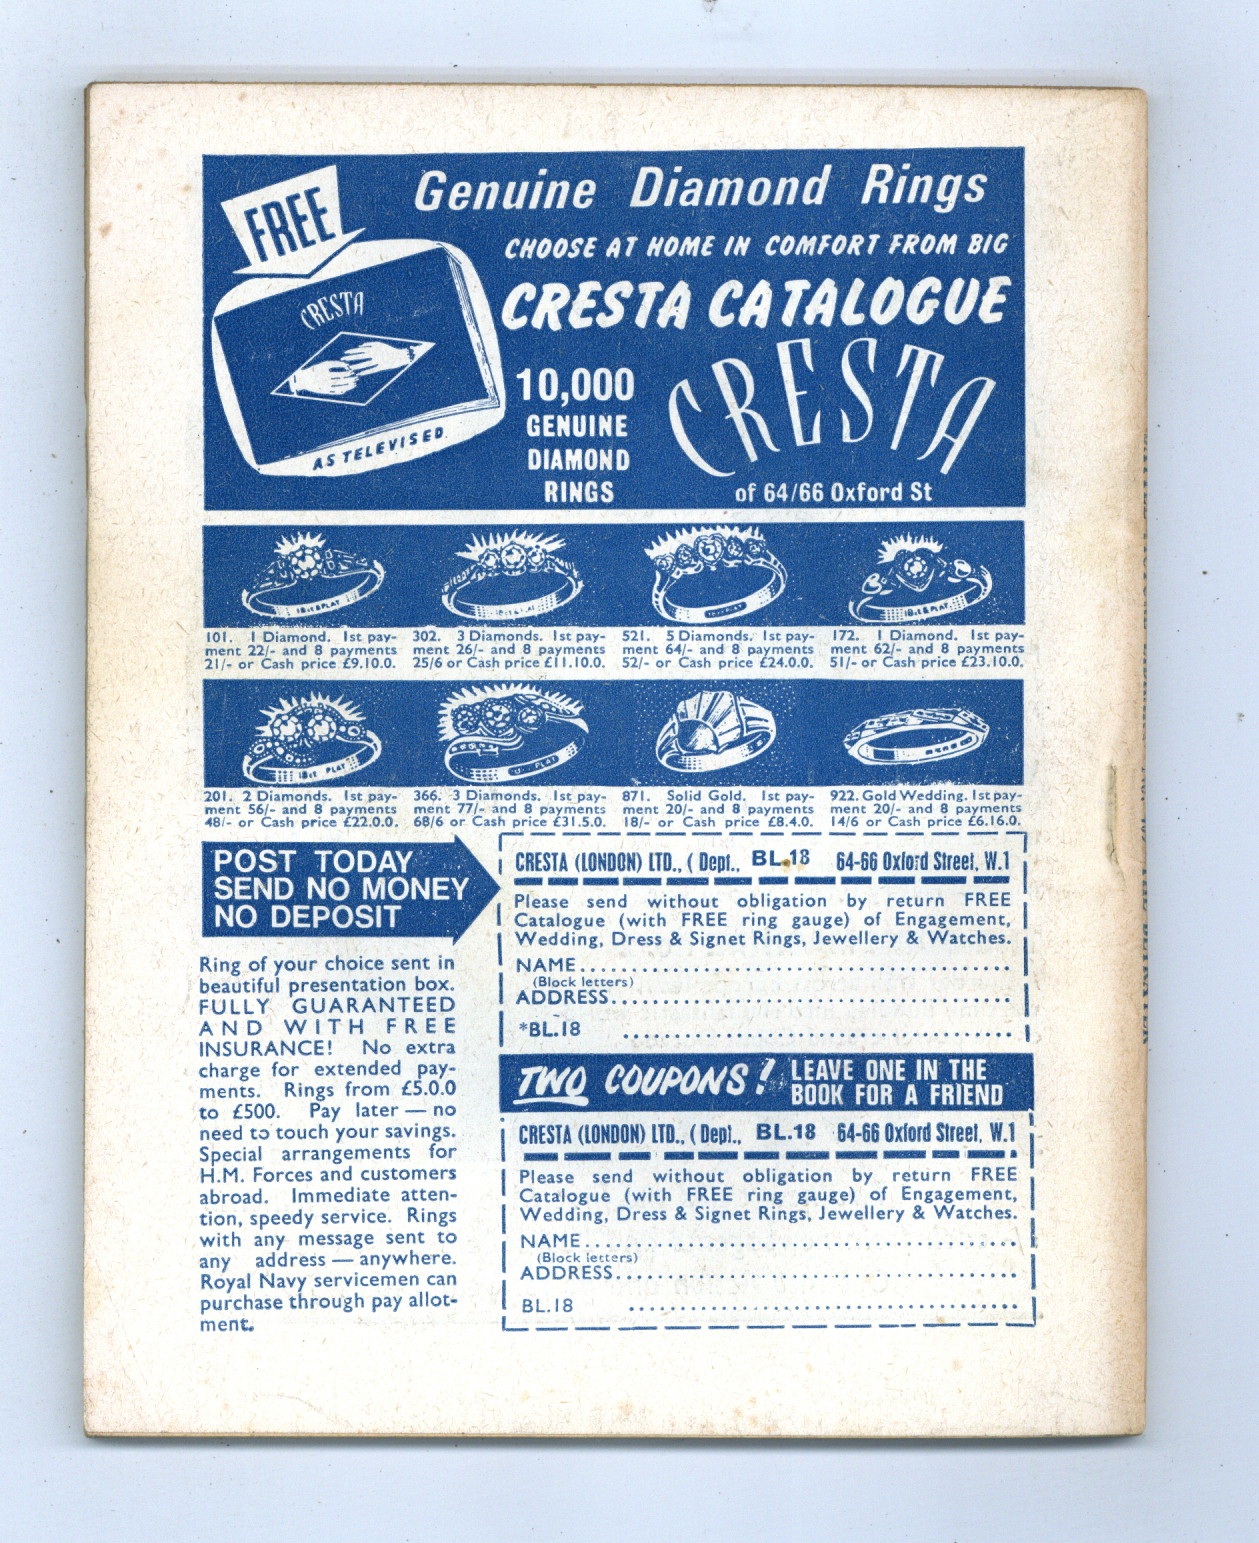 FREE
Genuine Diamond Rings
CHOOSE AT HOME IN COMFORT FROM BIG
CRESTA CATALOGUE
CRESTA
AS TELEVISED
10,000
GENUINE
DIAMOND
RINGS
CRESTA
of 64/66 Oxford St
101. 1 Diamond. 1st pay-
ment 22/- and 8 payments
21/- or Cash price £9.10.0.
302. 3 Diamonds. 1st pay-
ment 26/- and 8 payments
25/6 or Cash price £11.10.0.
521. 5 Diamonds. 1st pay-
ment 64/- and 8 payments
52/- or Cash price £24.0.0.
172. 1 Diamond. 1st pay-
ment 62/- and 8 payments
51/- or Cash price £23.10.0.
18ct PLAT
201. 2 Diamonds. 1st pay-
ment 56/- and 8 payments
48/- or Cash price £22.0.0.
366. 3 Diamonds. 1st pay-
ment 77/- and 8 payments
68/6 or Cash price £31.5.0.
871. Solid Gold. 1st pay-
ment 20/- and 8 payments
18/- or Cash price £8.4.0.
922. Gold Wedding. 1st pay-
ment 20/- and 8 payments
14/6 or Cash price £6.16.0.
POST TODAY
SEND NO MONEY
NO DEPOSIT
Ring of your choice sent in
beautiful presentation box.
FULLY GUARANTEED
AND WITH FREE
INSURANCE! No extra
charge for extended pay-
ments. Rings from £5.0.0
to £500. Pay later — no
need to touch your savings.
Special arrangements for
H.M. Forces and customers
abroad. Immediate atten-
tion, speedy service. Rings
with any message sent to
any address — anywhere.
Royal Navy servicemen can
purchase through pay allot-
ment.
CRESTA (LONDON) LTD., (Dept., BL.18 64-66 Oxford Street, W.1
Please send without obligation by return FREE
Catalogue (with FREE ring gauge) of Engagement,
Wedding, Dress & Signet Rings, Jewellery & Watches.
NAME
(Block letters)
ADDRESS
*BL.18
TWO COUPONS! LEAVE ONE IN THE
BOOK FOR A FRIEND
CRESTA (LONDON) LTD., (Dept., BL.18 64-66 Oxford Street, W.1
Please send without obligation by return FREE
Catalogue (with FREE ring gauge) of Engagement,
Wedding, Dress & Signet Rings, Jewellery & Watches.
NAME
(Block letters)
ADDRESS
BL.18